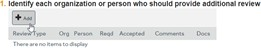 1. Identify each organization or person who should provide additional review
+ Add
Review Type Org Person Reqd Accepted Comments Docs
There are no items to display